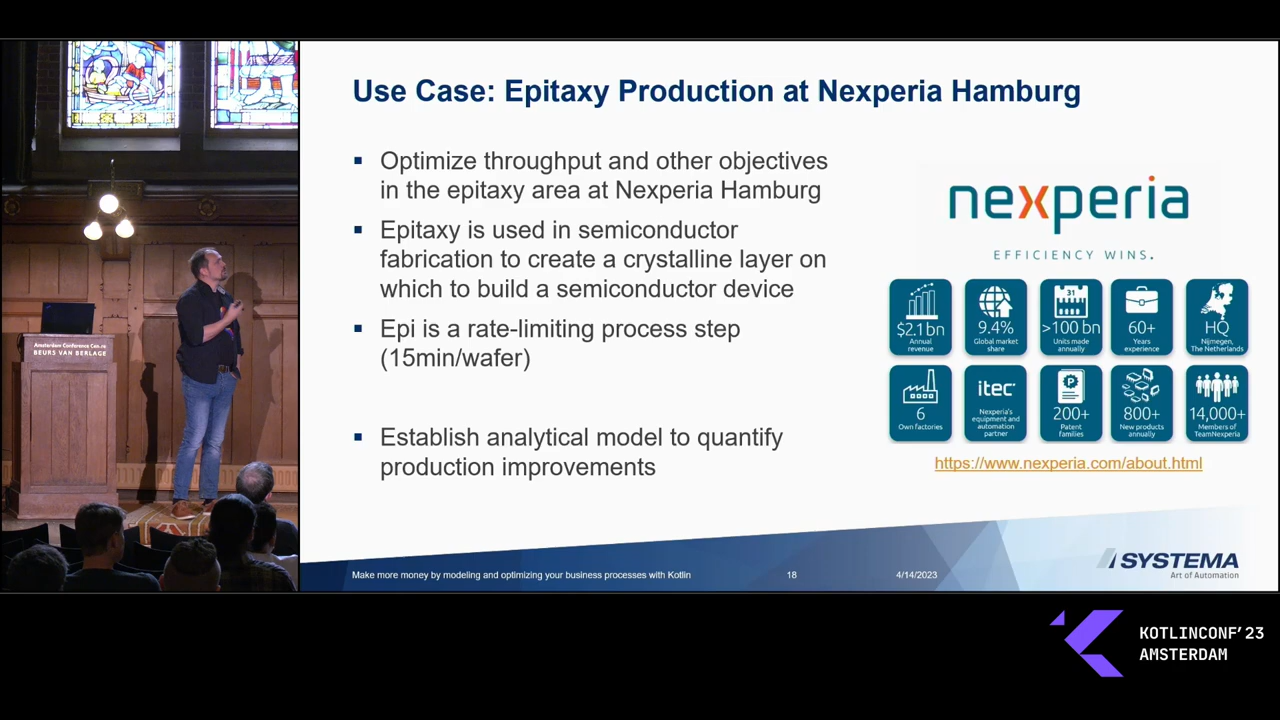 Use Case: Epitaxy Production at Nexperia Hamburg
▪ Optimize throughput and other objectives
in the epitaxy area at Nexperia Hamburg
▪ Epitaxy is used in semiconductor
fabrication to create a crystalline layer on
which to build a semiconductor device
▪ Epi is a rate-limiting process step
(15min/wafer)
▪ Establish analytical model to quantify
production improvements
nexperia
EFFICIENCY WINS.
$2.1bn
Annual
revenue
9.4%
Global market
share
31
>100 bn
Units made
annually
60+
Years
experience
HQ
Nijmegen,
The Netherlands
6
Own factories
itec
Nexperia's
equipment and
automation
partner
P
200+
Patent
families
800+
New products
annually
14,000+
Members of
TeamNexperia
https://www.nexperia.com/about.html
Amsterdam Conference Centre
BEURS VAN BERLAGE
Make more money by modeling and optimizing your business processes with Kotlin
18
4/14/2023
SYSTEMA
Art of Automation
KOTLINCONF'23
AMSTERDAM